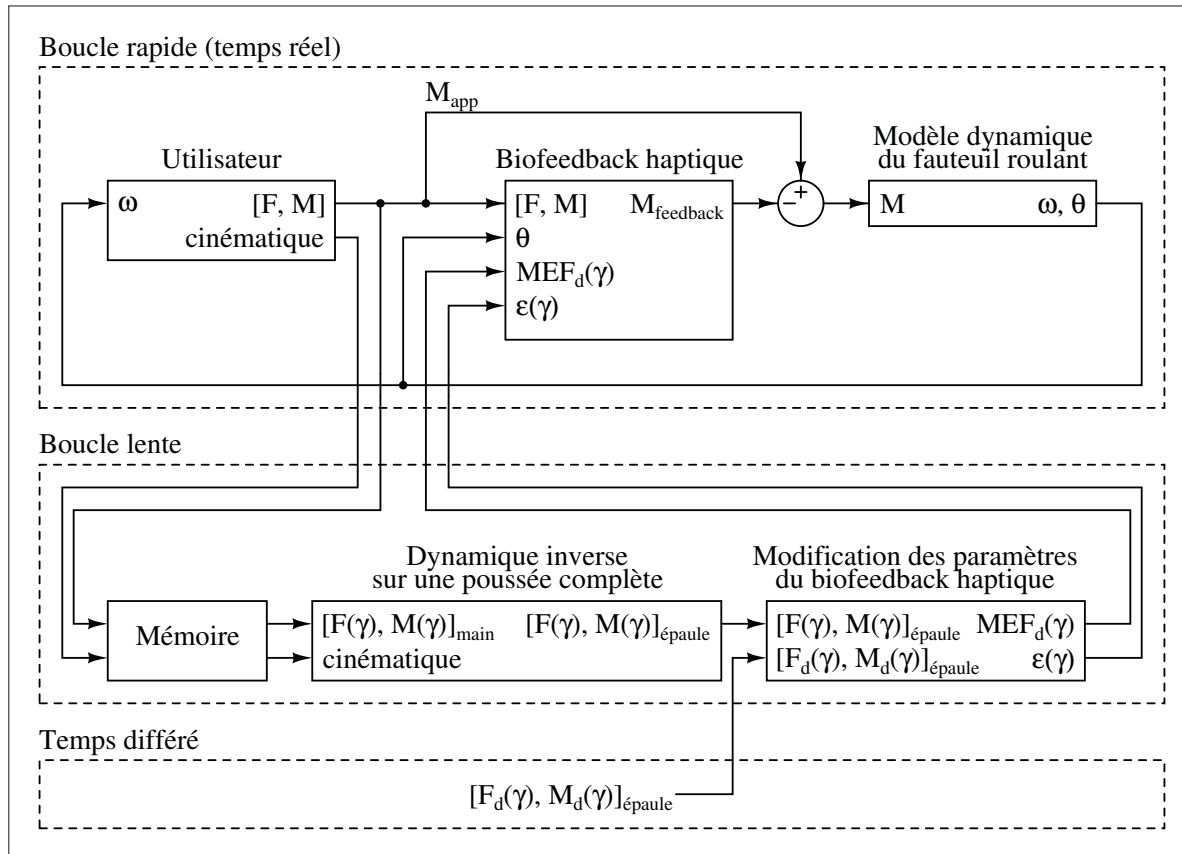 Boucle rapide (temps réel)
M_app
Utilisateur
ω [F, M]
cinématique
Biofeedback haptique
[F, M] M_feedback
θ
MEF_d(γ)
ε(γ)
+
−
Modèle dynamique
du fauteuil roulant
M ω, θ
Boucle lente
Mémoire
Dynamique inverse
sur une poussée complète
[F(γ), M(γ)]_main [F(γ), M(γ)]_épaule
cinématique
Modification des paramètres
du biofeedback haptique
[F(γ), M(γ)]_épaule MEF_d(γ)
[F_d(γ), M_d(γ)]_épaule ε(γ)
Temps différé
[F_d(γ), M_d(γ)]_épaule